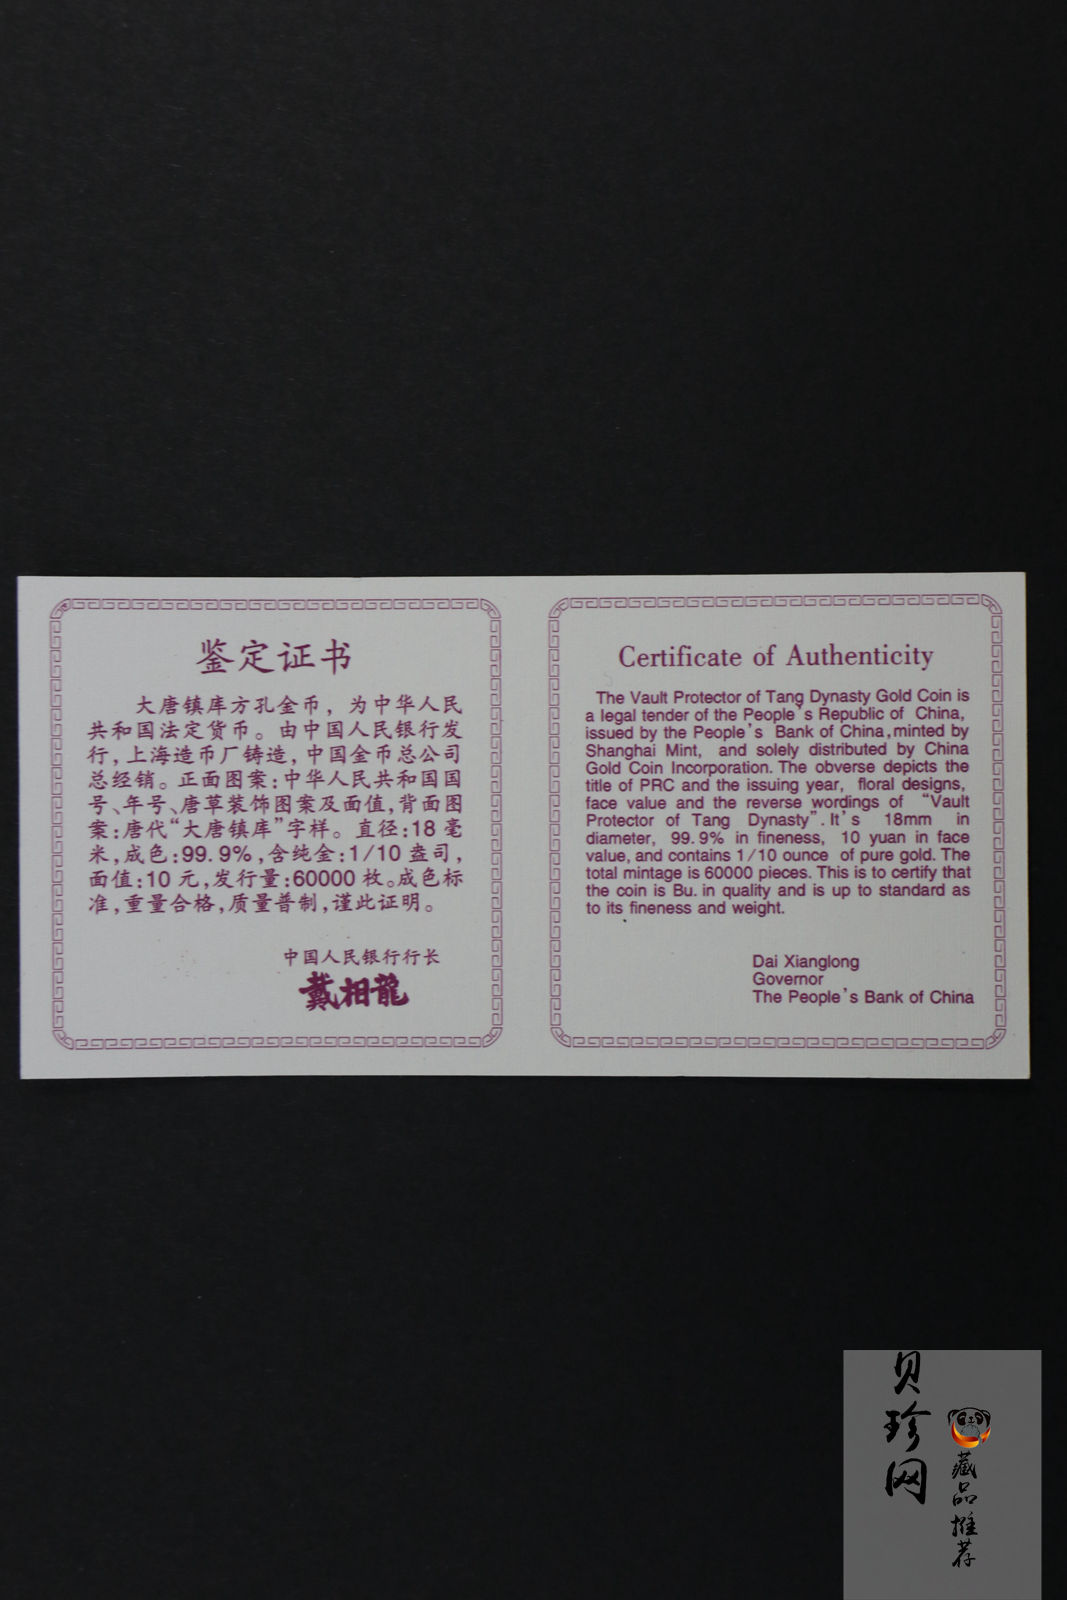 鉴定证书
大唐镇库方孔金币，为中华人民
共和国法定货币。由中国人民银行发
行，上海造币厂铸造，中国金币总公司
总经销。正面图案：中华人民共和国国
号、年号、唐草装饰图案及面值，背面图
案：唐代“大唐镇库”字样。直径：18毫
米，成色：99.9%，含纯金：1/10盎司，
面值：10元，发行量：60000枚。成色标
准，重量合格，质量普制，谨此证明。
中国人民银行行长
戴相龍
Certificate of Authenticity
The Vault Protector of Tang Dynasty Gold Coin is
a legal tender of the People's Republic of China,
issued by the People's Bank of China, minted by
Shanghai Mint, and solely distributed by China
Gold Coin Incorporation. The obverse depicts the
title of PRC and the issuing year, floral designs,
face value and the reverse wordings of “Vault
Protector of Tang Dynasty”. It's 18mm in
diameter, 99.9% in fineness, 10 yuan in face
value, and contains 1/10 ounce of pure gold. The
total mintage is 60000 pieces. This is to certify that
the coin is Bu. in quality and is up to standard as
to its fineness and weight.
Dai Xianglong
Governor
The People's Bank of China
贝珍网
藏品推荐